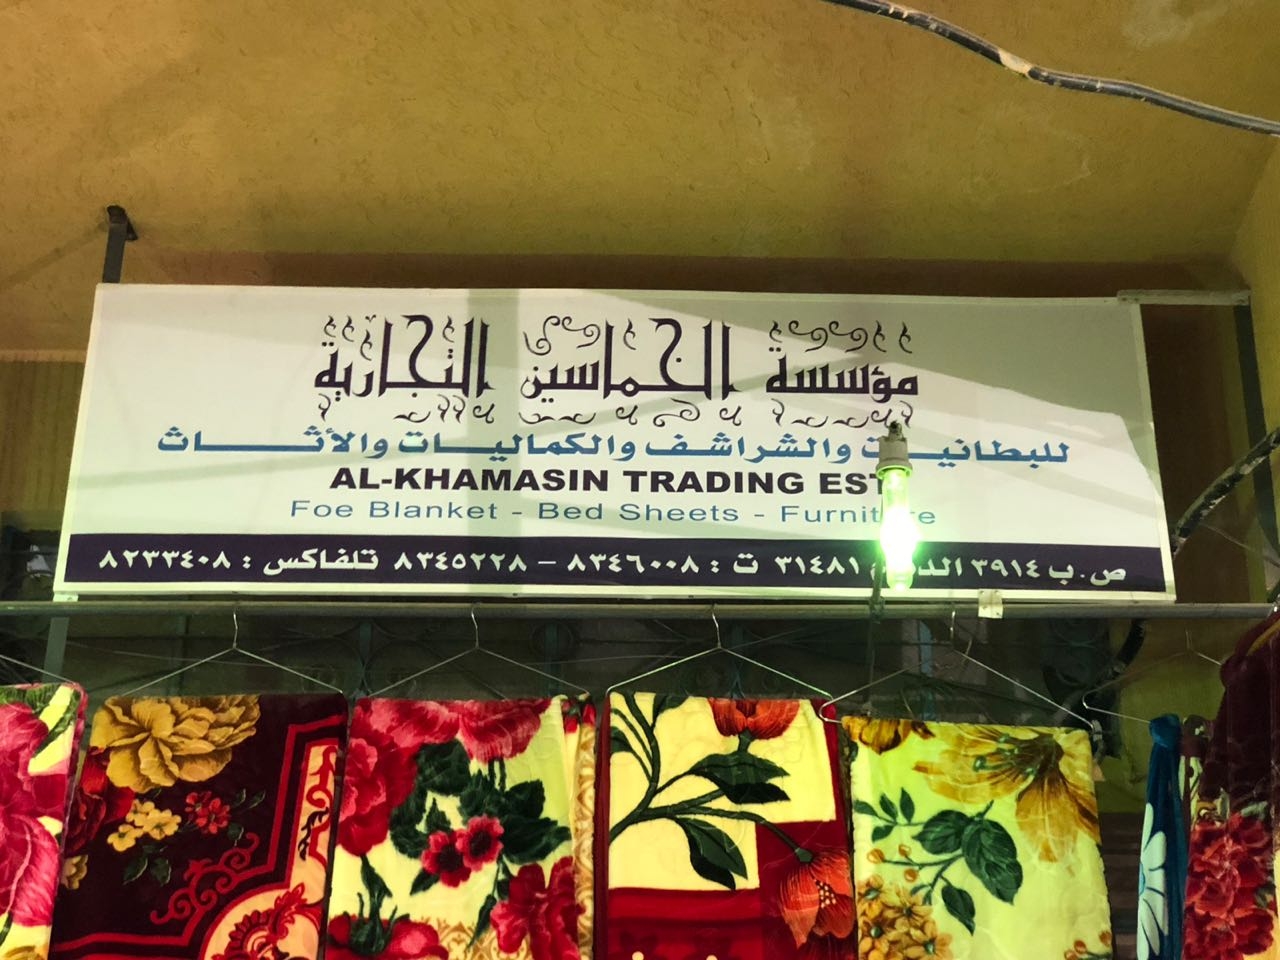 مؤسسة الخماسين التجارية
للبطانيات والشراشف والكماليات والأثاث
AL-KHAMASIN TRADING EST
Foe Blanket - Bed Sheets - Furniture
ص.ب ٣٩١٤ ٣١٤٨١ ت : ٨٣٤٦٠٠٨ – ٨٣٤٥٢٢٨ تلفاكس : ٨٢٣٣٤٠٨